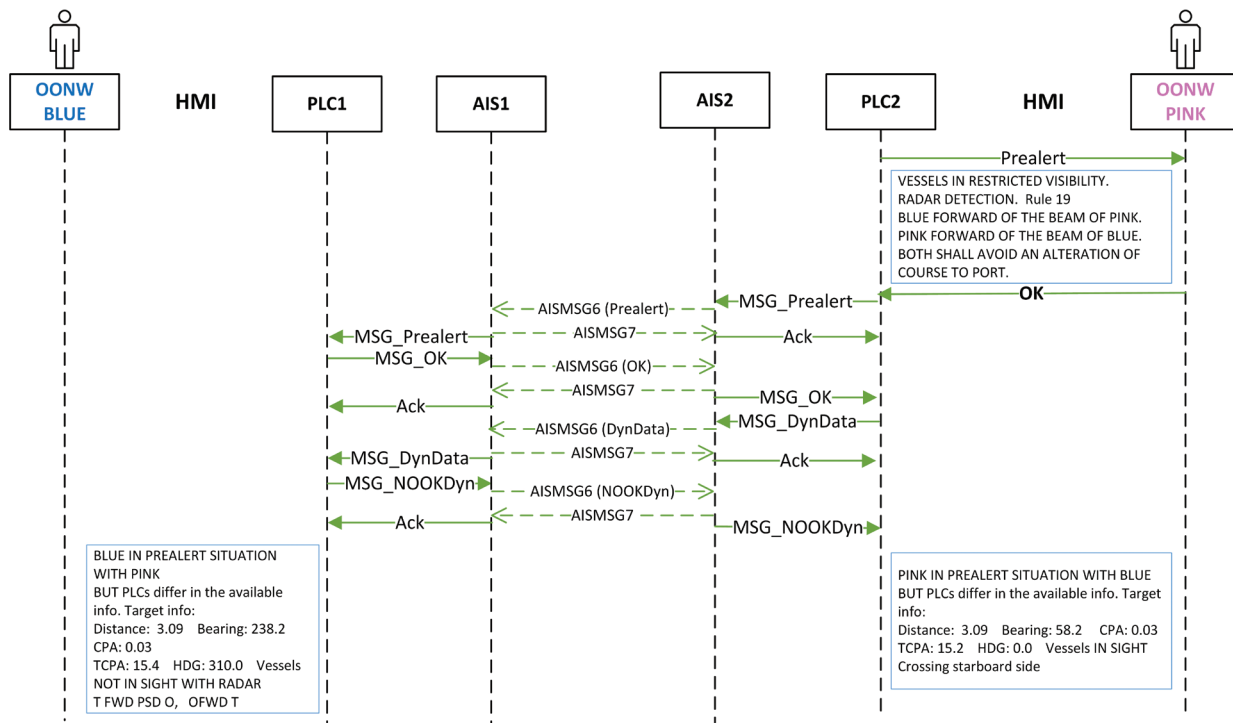 OONW
BLUE
HMI
PLC1
AIS1
AIS2
PLC2
HMI
OONW
PINK
Prealert
VESSELS IN RESTRICTED VISIBILITY.
RADAR DETECTION.  Rule 19
BLUE FORWARD OF THE BEAM OF PINK.
PINK FORWARD OF THE BEAM OF BLUE.
BOTH SHALL AVOID AN ALTERATION OF
COURSE TO PORT.
OK
MSG_Prealert
AISMSG6 (Prealert)
MSG_Prealert
AISMSG7
Ack
MSG_OK
AISMSG6 (OK)
AISMSG7
MSG_OK
Ack
MSG_DynData
AISMSG6 (DynData)
MSG_DynData
AISMSG7
Ack
MSG_NOOKDyn
AISMSG6 (NOOKDyn)
AISMSG7
Ack
MSG_NOOKDyn
BLUE IN PREALERT SITUATION
WITH PINK
BUT PLCs differ in the available
info. Target info:
Distance:  3.09    Bearing: 238.2
CPA: 0.03
TCPA: 15.4   HDG: 310.0   Vessels
NOT IN SIGHT WITH RADAR
T FWD PSD O,   OFWD T
PINK IN PREALERT SITUATION WITH BLUE
BUT PLCs differ in the available info. Target
info:
Distance:  3.09    Bearing: 58.2    CPA: 0.03
TCPA: 15.2   HDG: 0.0   Vessels IN SIGHT
Crossing starboard side